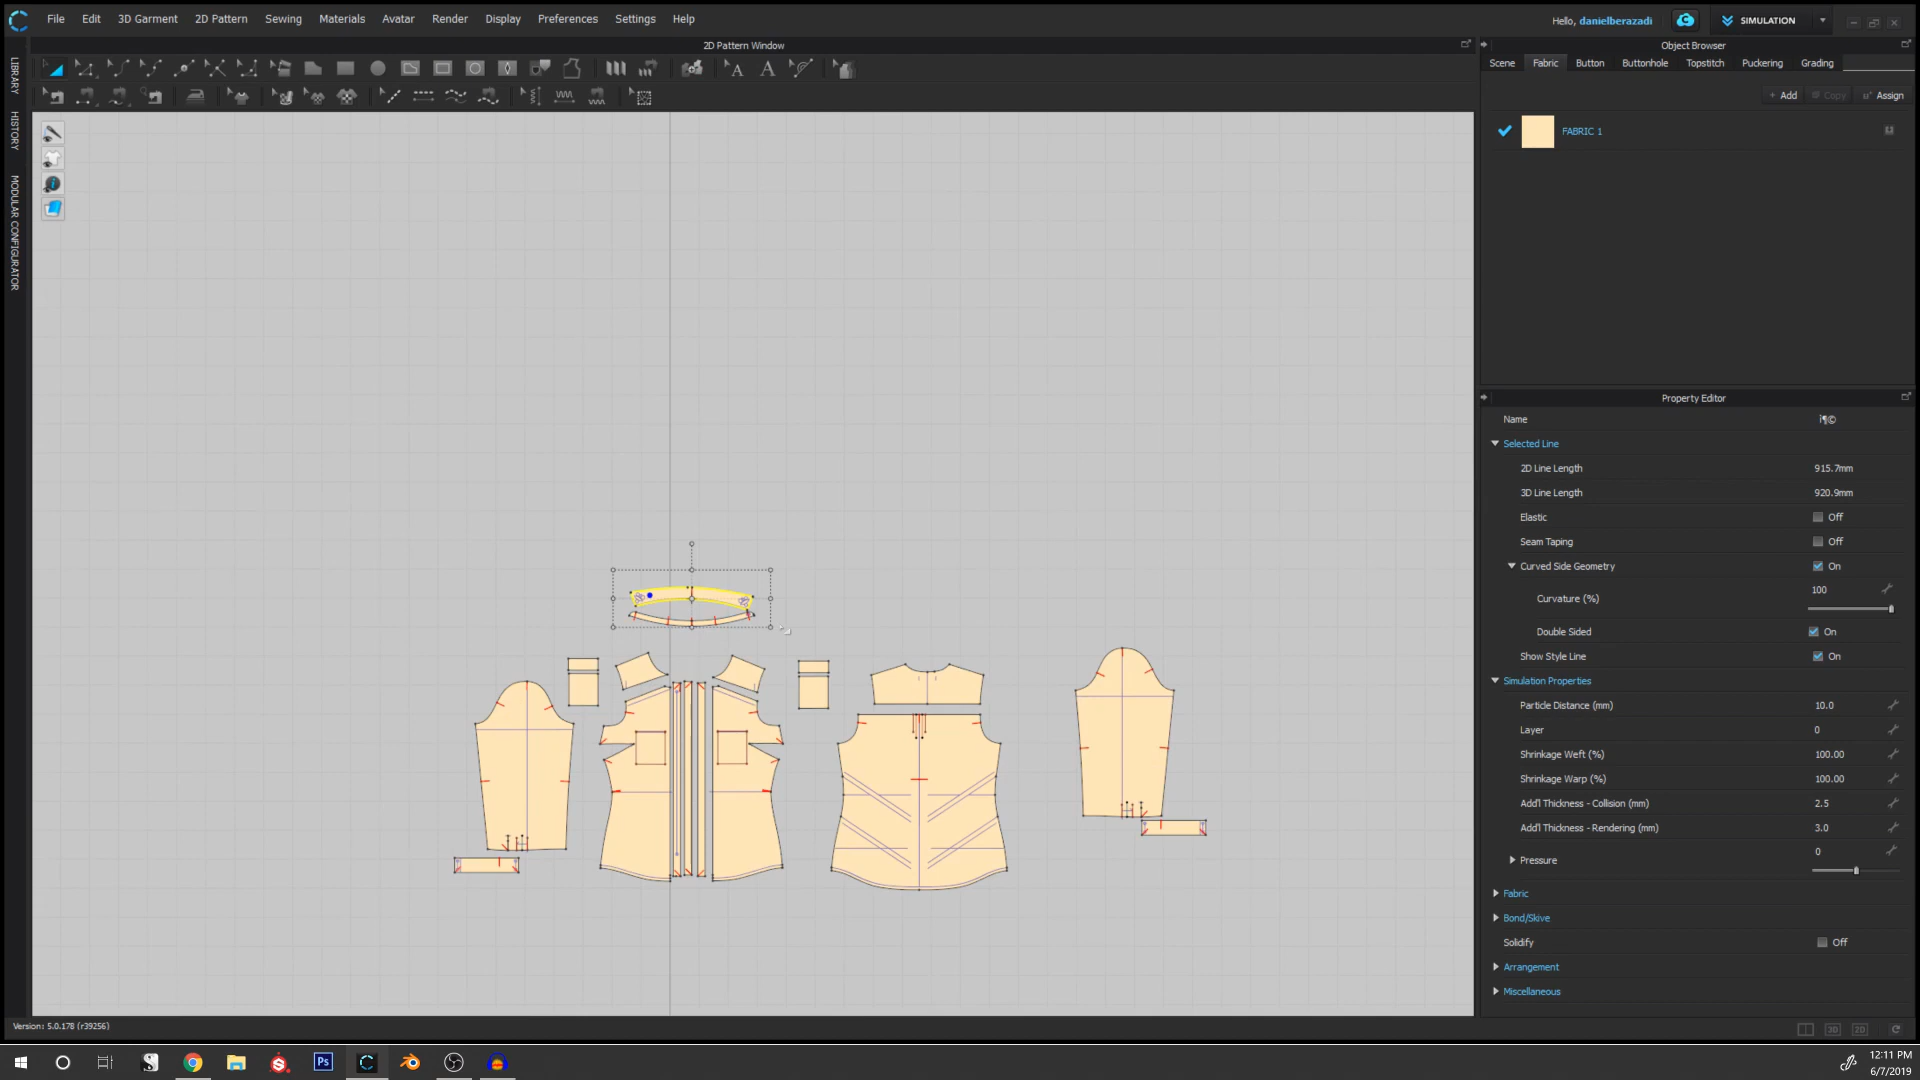 File Edit 3D Garment 2D Pattern Sewing Materials Avatar Render Display Preferences Settings Help
Hello, danielberazadi
SIMULATION
2D Pattern Window
Object Browser
LIBRARY
HISTORY
MODULAR CONFIGURATOR
Scene Fabric Button Buttonhole Topstitch Puckering Grading
+ Add Copy Assign
FABRIC 1
Property Editor
Name
Selected Line
2D Line Length 915.7mm
3D Line Length 920.9mm
Elastic Off
Seam Taping Off
Curved Side Geometry On
Curvature (%) 100
Double Sided On
Show Style Line On
Simulation Properties
Particle Distance (mm) 10.0
Layer 0
Shrinkage Weft (%) 100.00
Shrinkage Warp (%) 100.00
Add'l Thickness - Collision (mm) 2.5
Add'l Thickness - Rendering (mm) 3.0
Pressure 0
Fabric
Bond/Skive
Solidify Off
Arrangement
Miscellaneous
Version: 5.0.178 (r39256)
3D 2D
Ps
12:11 PM
6/7/2019